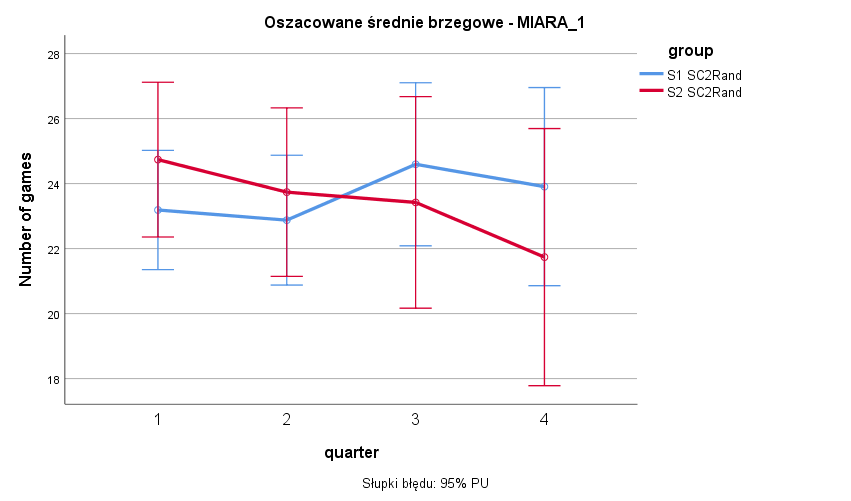 Oszacowane średnie brzegowe - MIARA_1
group
S1 SC2Rand
S2 SC2Rand
Number of games
28
26
24
22
20
18
1 2 3 4
quarter
Słupki błędu: 95% PU